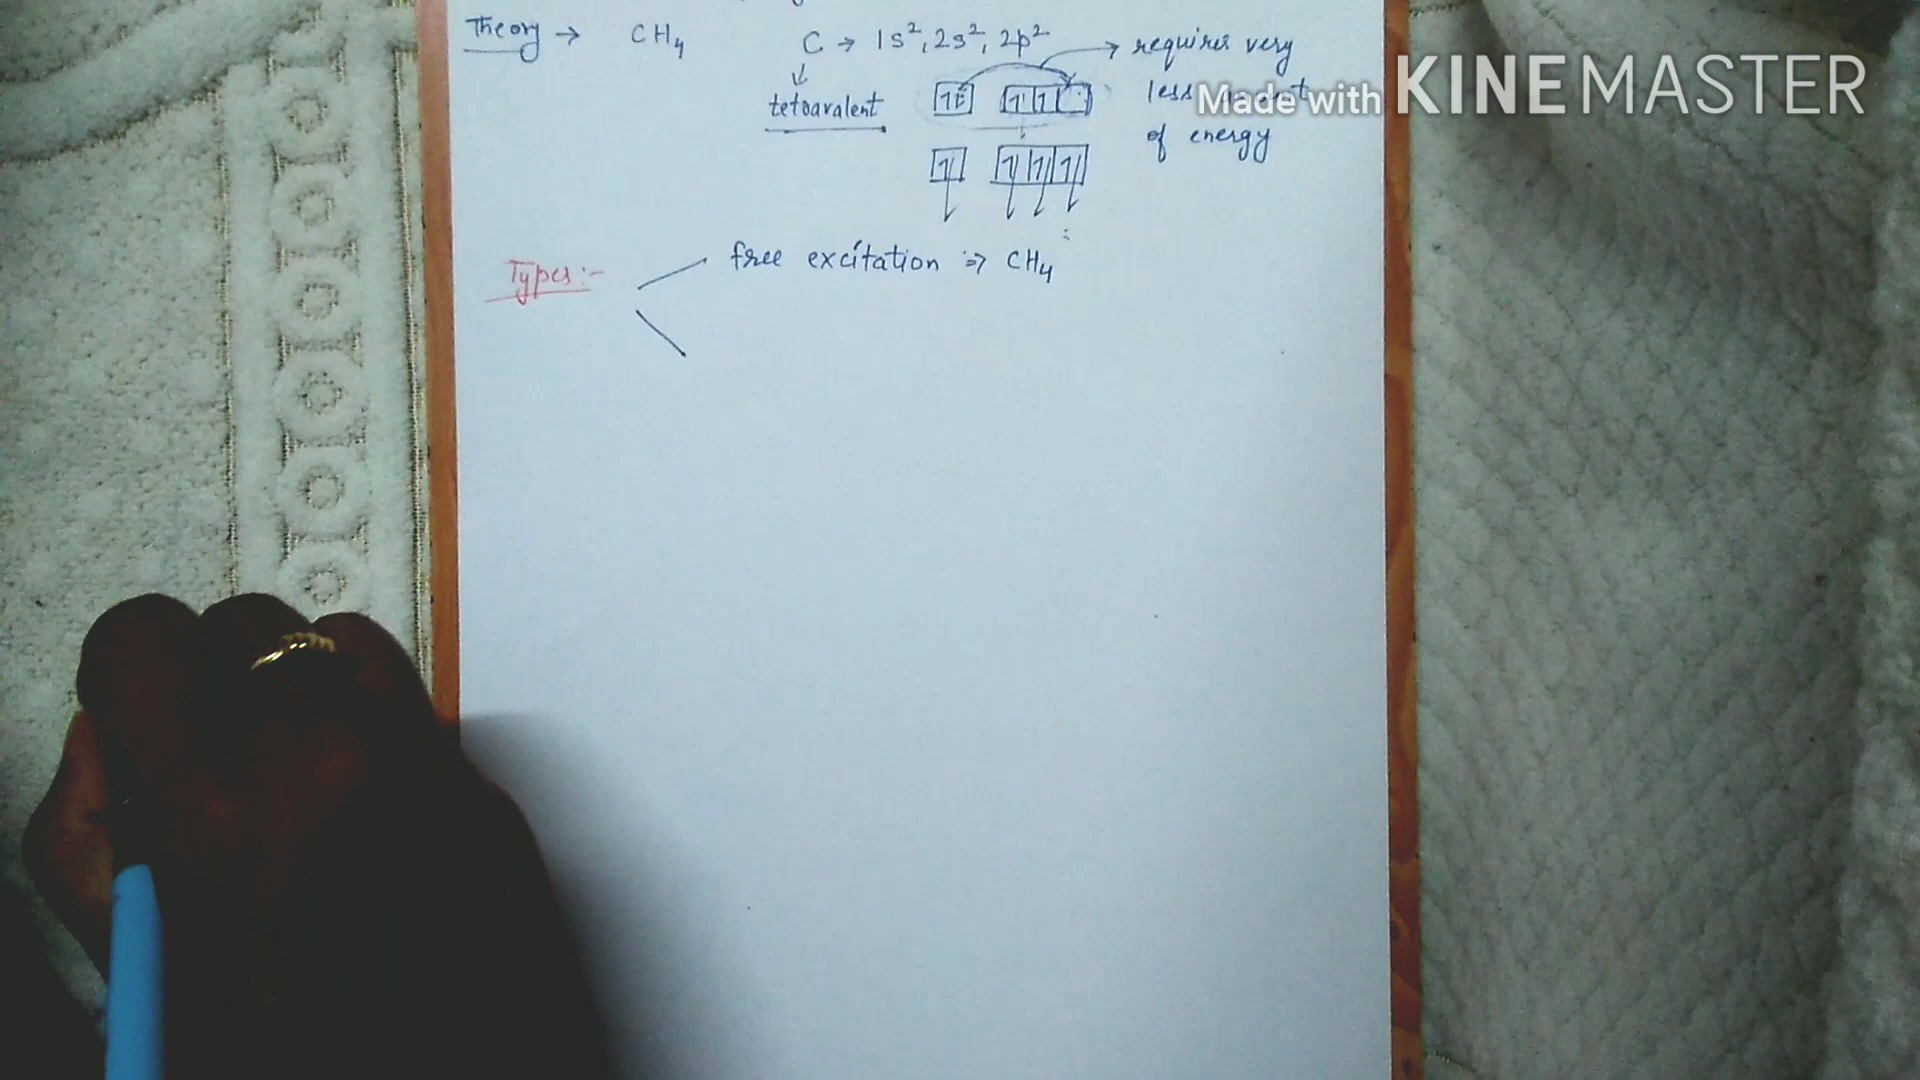 Theory → CH₄ C → 1s², 2s², 2p² → requires very
tetravalent less of energy
Types :- free excitation ⇒ CH₄
Made with KINEMASTER